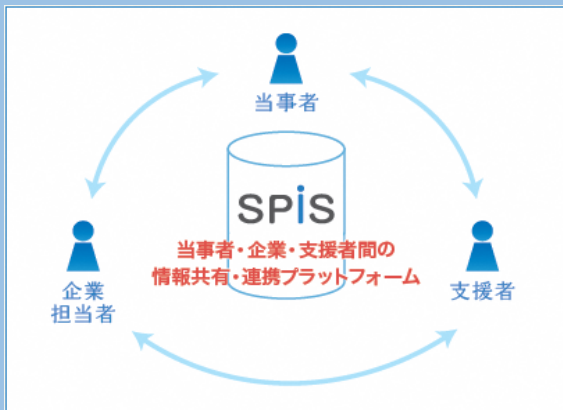 当事者
SPiS
当事者・企業・支援者間の
情報共有・連携プラットフォーム
企業
担当者
支援者